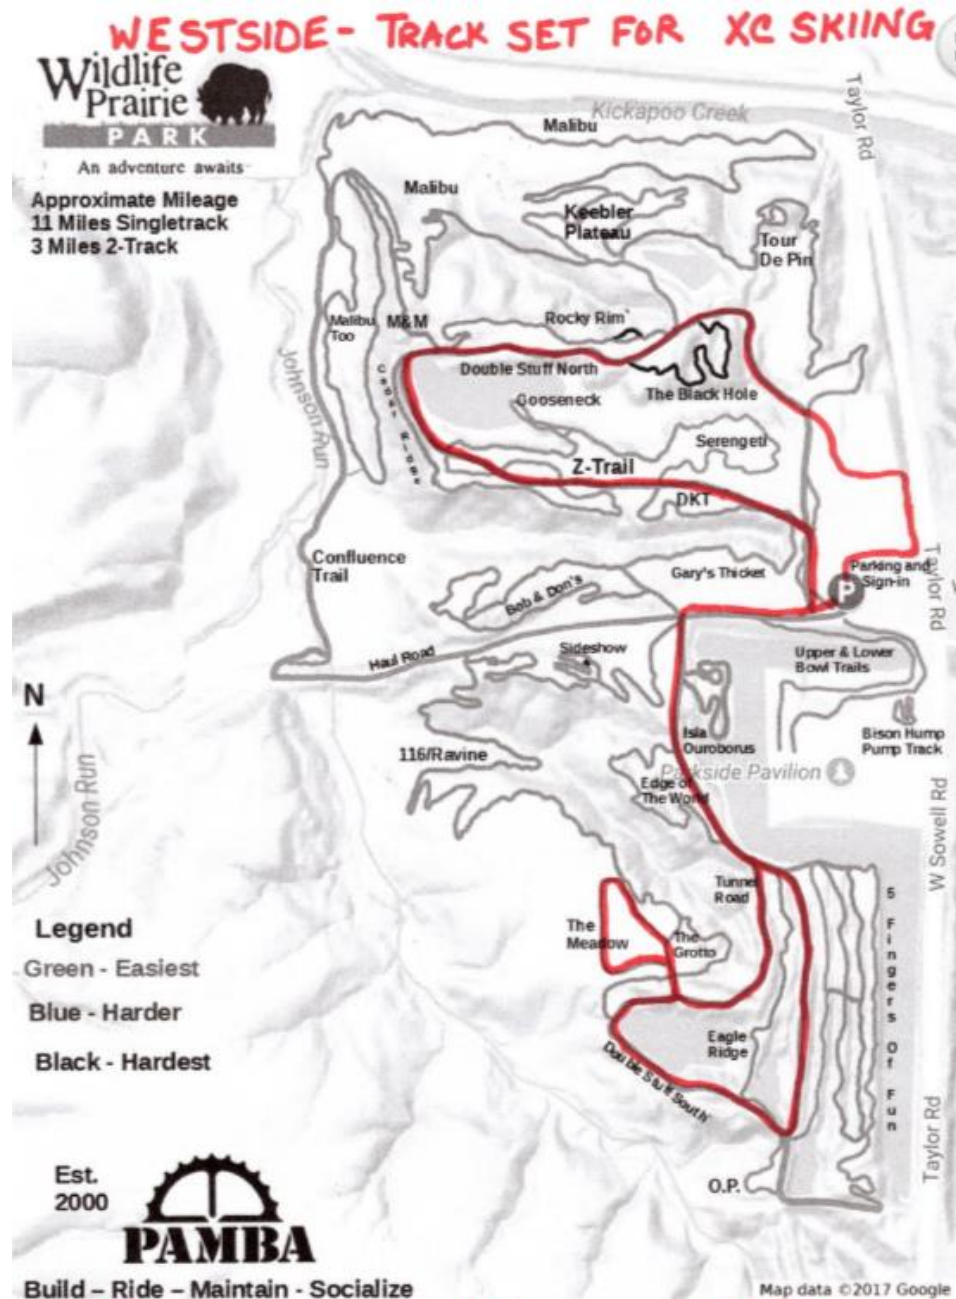 WESTSIDE - TRACK SET FOR XC SKIING
Wildlife
Prairie
PARK
An adventure awaits
Approximate Mileage
11 Miles Singletrack
3 Miles 2-Track
Kickapoo Creek
Taylor Rd
Malibu
Malibu
Keebler
Plateau
Tour
De Pin
Malibu
Too
M&M
Rocky Rim
Johnson Run
Double Stuff North
Gooseneck
The Black Hole
Serengeti
Z-Trail
DKT
Confluence
Trail
Gary's Thicket
Bob & Don's
Parking and
Sign-in
P
Taylor Rd
Haul Road
Sideshow
Upper & Lower
Bowl Trails
N
Isla
Ouroborus
Bison Hump
Pump Track
116/Ravine
Parkside Pavilion
Edge of
The World
Johnson Run
W Sowell Rd
Tunnel
Road
5 Fingers Of Fun
The
Meadow
The
Grotto
Legend
Green - Easiest
Blue - Harder
Black - Hardest
Eagle
Ridge
Double Stuff South
Taylor Rd
O.P.
Est.
2000
PAMBA
Build – Ride – Maintain - Socialize
Map data ©2017 Google